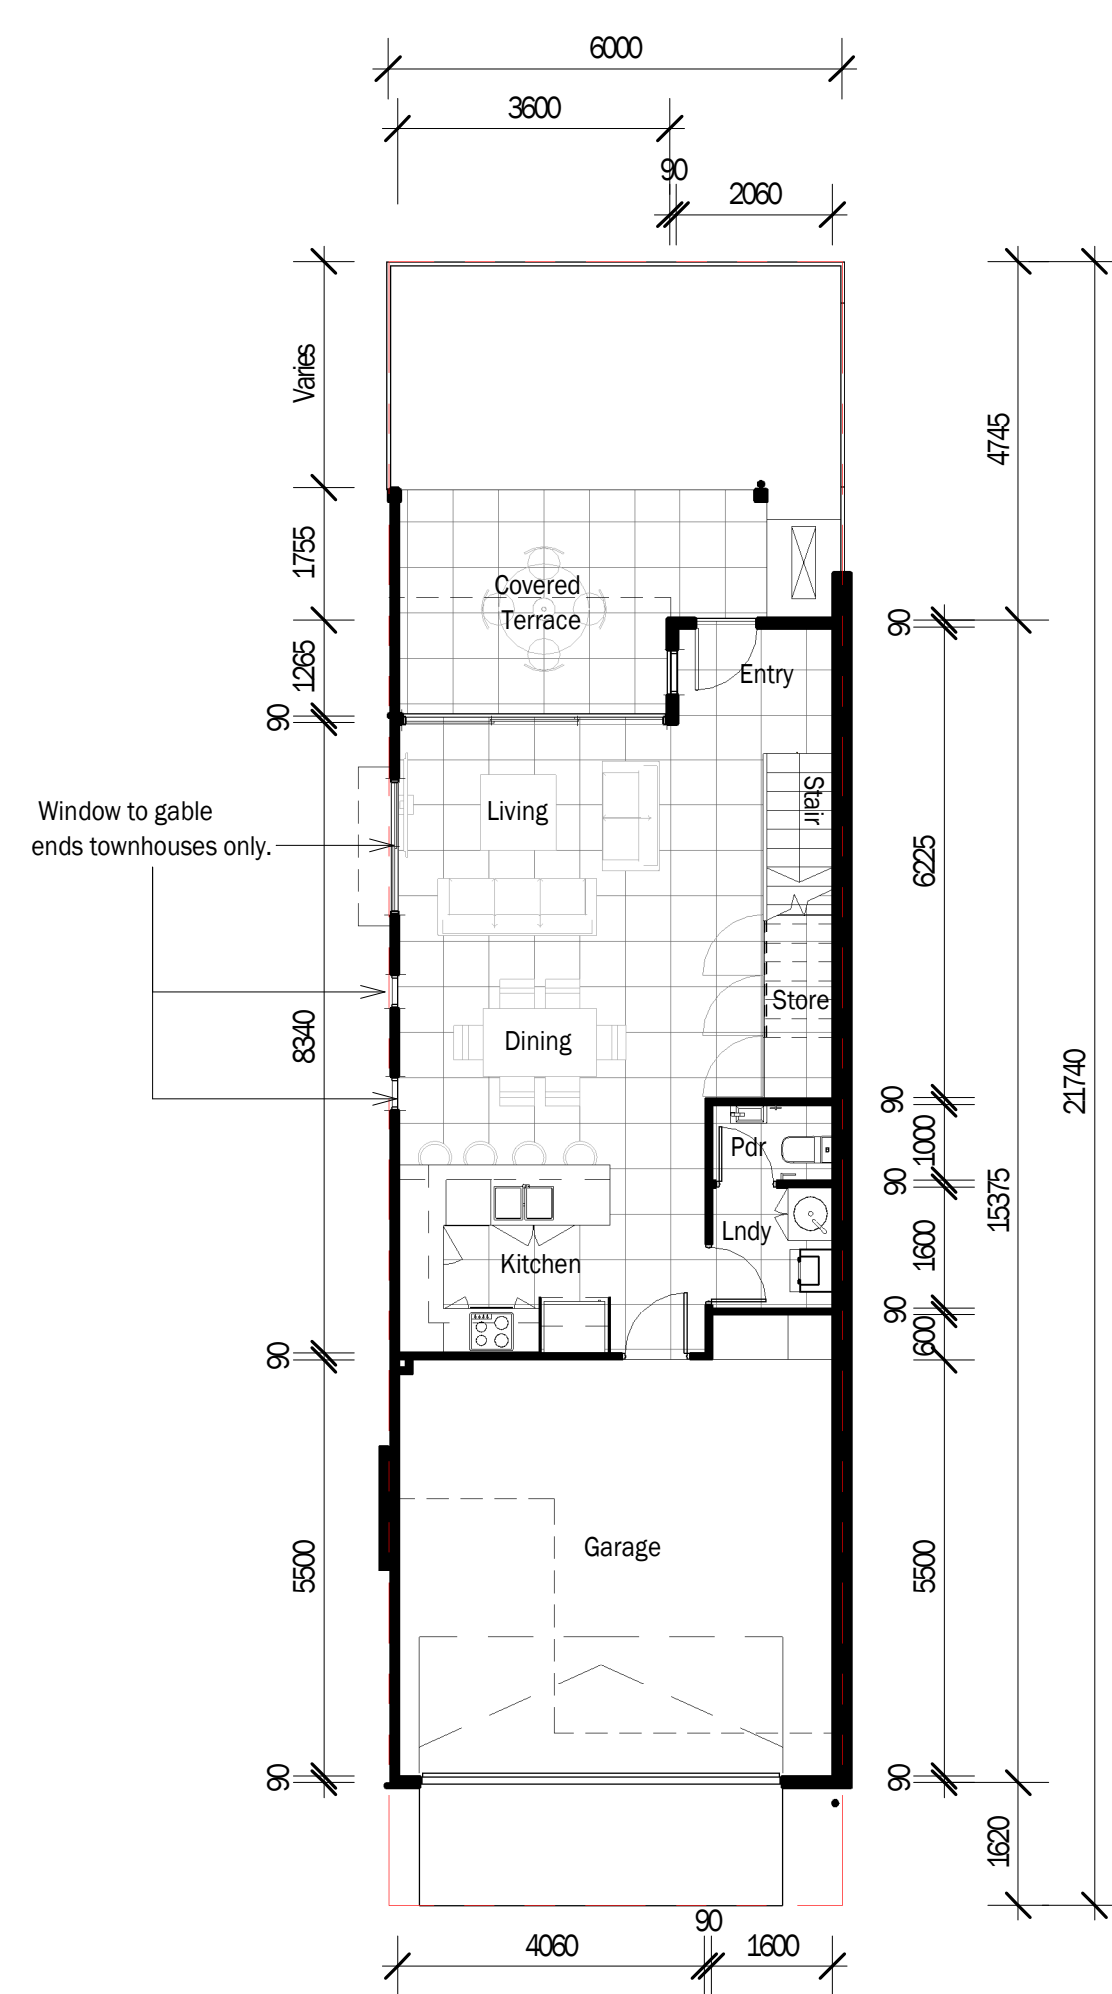 6000
3600
90
2060
Varies
4745
Covered
Terrace
1755
90
1265
Entry
90
Living
Stair
Window to gable
ends townhouses only.
6225
Store
8340
Dining
21740
90
Pdr
1000
90
15375
Lndy
1600
Kitchen
90
600
90
Garage
5500
5500
90
90
1620
90
4060
1600